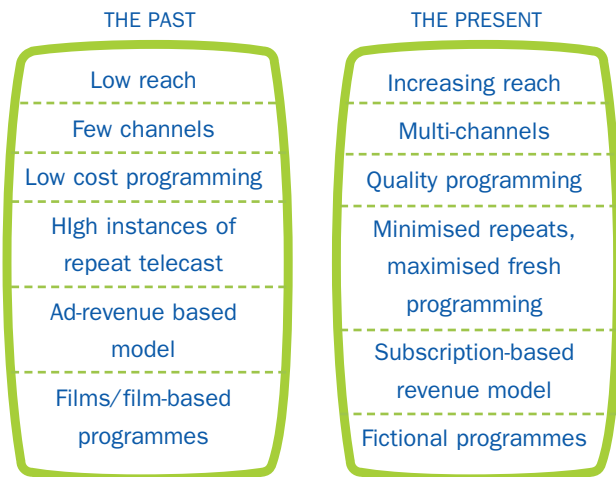 THE PAST
Low reach
Few channels
Low cost programming
HIgh instances of
repeat telecast
Ad-revenue based
model
Films/film-based
programmes
THE PRESENT
Increasing reach
Multi-channels
Quality programming
Minimised repeats,
maximised fresh
programming
Subscription-based
revenue model
Fictional programmes